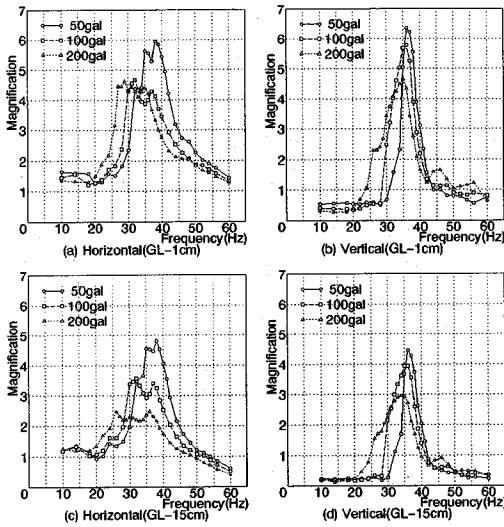 (a) Horizontal(GL-1cm)
Magnification
Frequency(Hz)
50gal
100gal
200gal
7
6
5
4
3
2
1
0 10 20 30 40 50 60
(b) Vertical(GL-1cm)
Magnification
Frequency(Hz)
50gal
100gal
200gal
7
6
5
4
3
2
1
0 10 20 30 40 50 60
(c) Horizontal(GL-15cm)
Magnification
Frequency(Hz)
50gal
100gal
200gal
7
6
5
4
3
2
1
0 10 20 30 40 50 60
(d) Vertical(GL-15cm)
Magnification
Frequency(Hz)
50gal
100gal
200gal
7
6
5
4
3
2
1
0 10 20 30 40 50 60